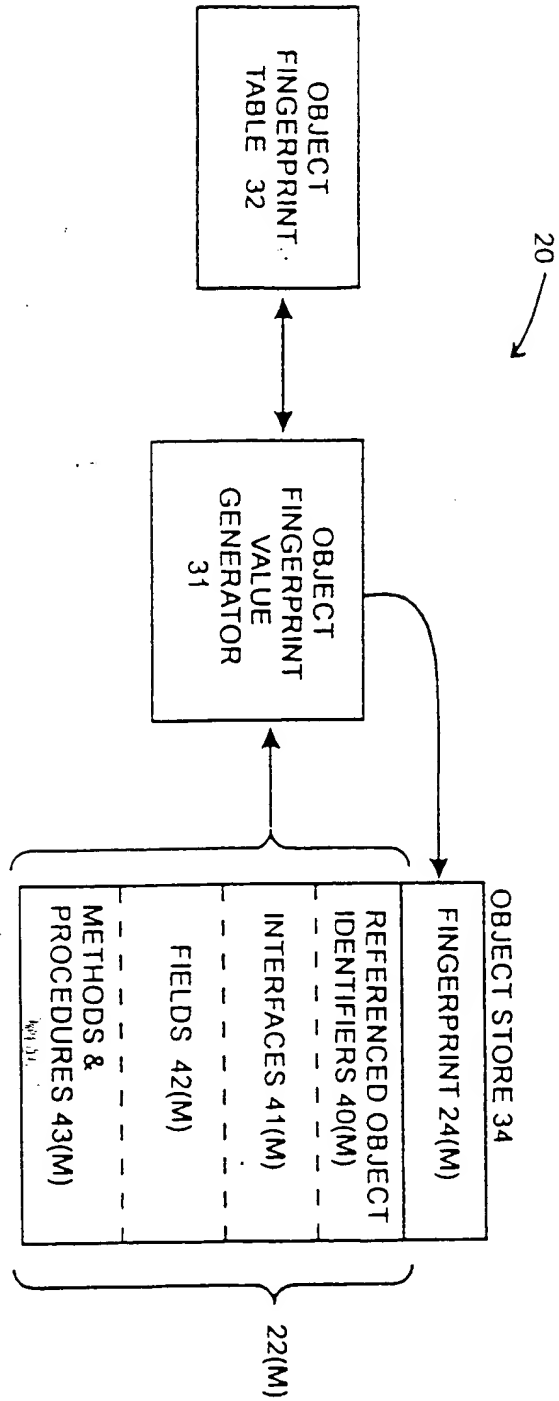 20
OBJECT
FINGERPRINT
TABLE 32
OBJECT
FINGERPRINT
VALUE
GENERATOR
31
OBJECT STORE 34
FINGERPRINT 24(M)
REFERENCED OBJECT
IDENTIFIERS 40(M)
INTERFACES 41(M)
FIELDS 42(M)
METHODS &
PROCEDURES 43(M)
22(M)